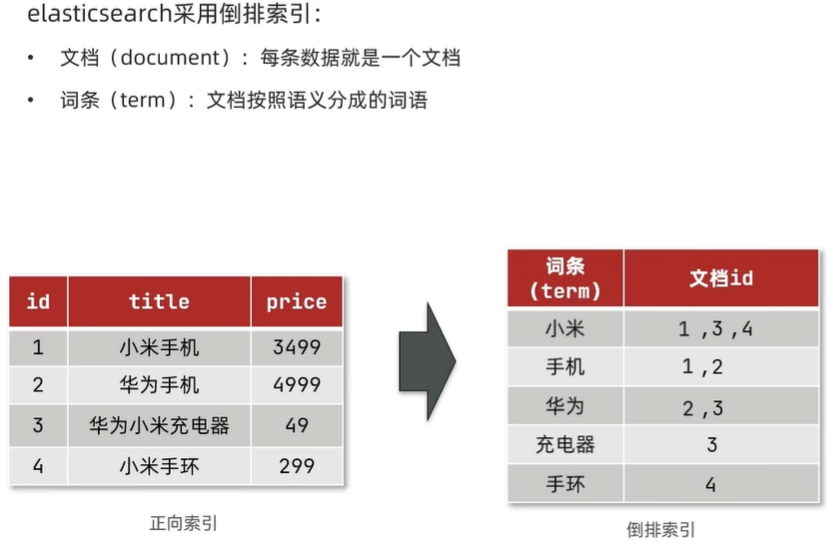 elasticsearch采用倒排索引：
• 文档（document）：每条数据就是一个文档
• 词条（term）：文档按照语义分成的词语
id title price
1 小米手机 3499
2 华为手机 4999
3 华为小米充电器 49
4 小米手环 299
正向索引
词条
(term) 文档id
小米 1 ,3 ,4
手机 1,2
华为 2 ,3
充电器 3
手环 4
倒排索引